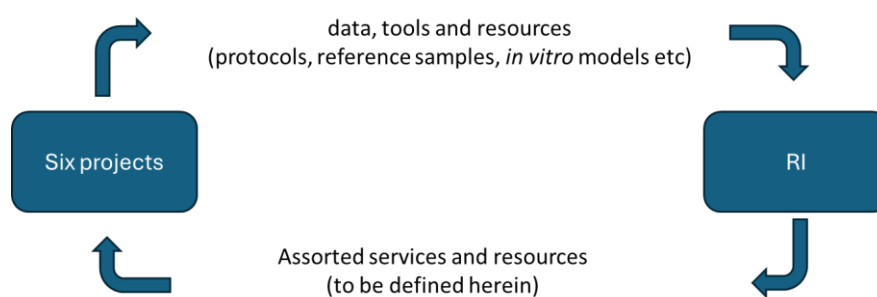 data, tools and resources
(protocols, reference samples, in vitro models etc)
Six projects
RI
Assorted services and resources
(to be defined herein)